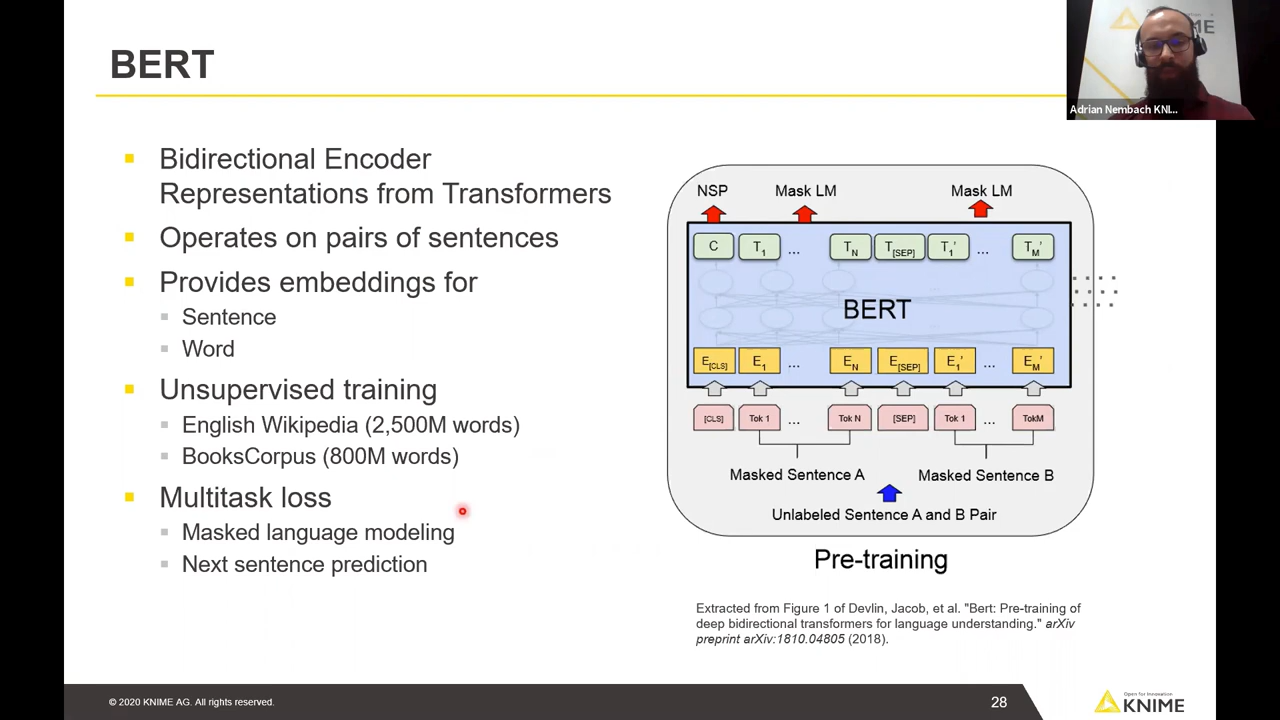 BERT
KNIME
Adrian Nembach KNI...
Bidirectional Encoder
Representations from Transformers
Operates on pairs of sentences
Provides embeddings for
Sentence
Word
Unsupervised training
English Wikipedia (2,500M words)
BooksCorpus (800M words)
Multitask loss
Masked language modeling
Next sentence prediction
NSP Mask LM Mask LM
C T1 ... TN T[SEP] T1' ... TM'
BERT
E[CLS] E1 ... EN E[SEP] E1' ... EM'
[CLS] Tok 1 ... Tok N [SEP] Tok 1 ... TokM
Masked Sentence A Masked Sentence B
Unlabeled Sentence A and B Pair
Pre-training
Extracted from Figure 1 of Devlin, Jacob, et al. "Bert: Pre-training of
deep bidirectional transformers for language understanding." arXiv
preprint arXiv:1810.04805 (2018).
© 2020 KNIME AG. All rights reserved.
28
Open for Innovation
KNIME